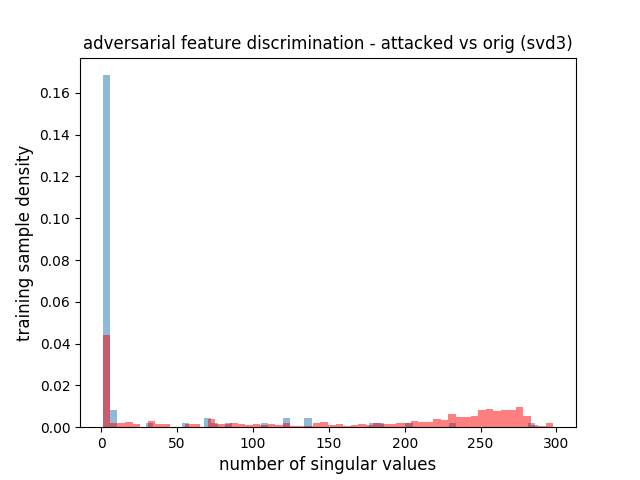 adversarial feature discrimination - attacked vs orig (svd3)
training sample density
0.16
0.14
0.12
0.10
0.08
0.06
0.04
0.02
0.00
0 50 100 150 200 250 300
number of singular values